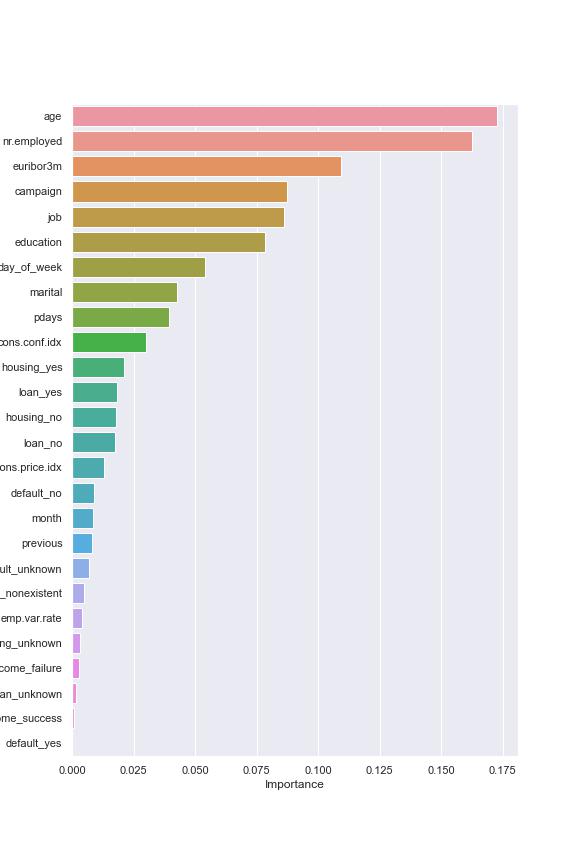 age
nr.employed
euribor3m
campaign
job
education
day_of_week
marital
pdays
cons.conf.idx
housing_yes
loan_yes
housing_no
loan_no
ons.price.idx
default_no
month
previous
ult_unknown
_nonexistent
emp.var.rate
ng_unknown
come_failure
an_unknown
ome_success
default_yes
0.000 0.025 0.050 0.075 0.100 0.125 0.150 0.175
Importance